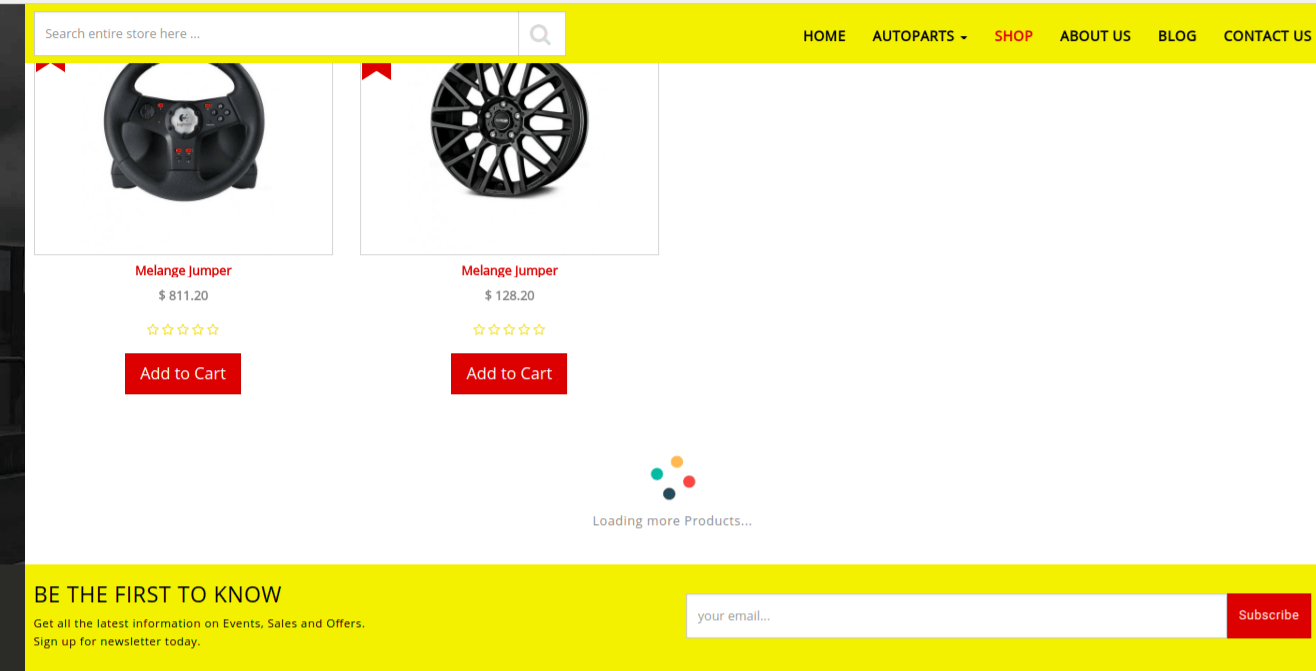 Search entire store here ...
HOME AUTOPARTS SHOP ABOUT US BLOG CONTACT US
Melange Jumper
$ 811.20
Add to Cart
Melange Jumper
$ 128.20
Add to Cart
Loading more Products...
BE THE FIRST TO KNOW
Get all the latest information on Events, Sales and Offers.
Sign up for newsletter today.
your email...
Subscribe